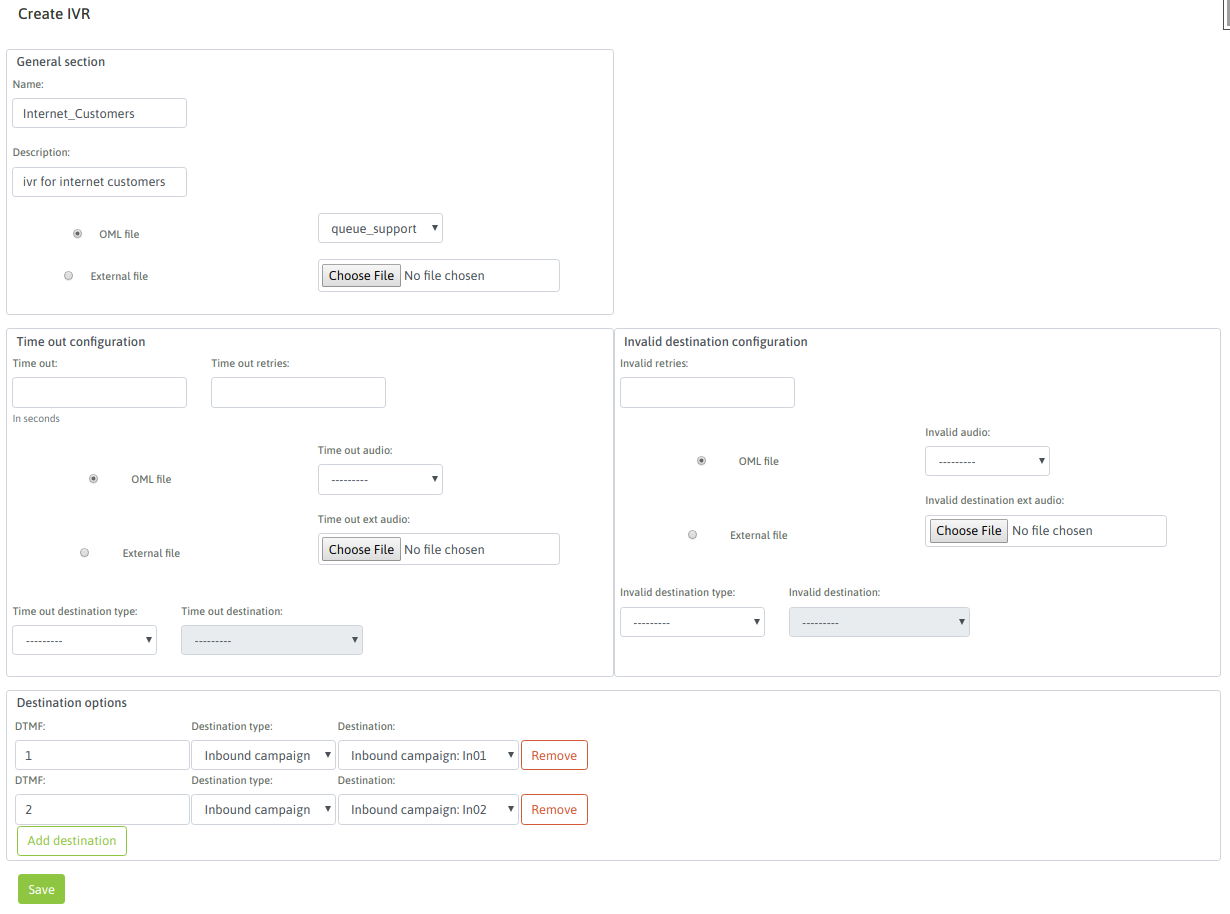 Create IVR
General section
Name:
Internet_Customers
Description:
ivr for internet customers
OML file
queue_support
External file
Choose File No file chosen
Time out configuration
Time out: Time out retries:
In seconds
Time out audio:
OML file
---------
Time out ext audio:
External file
Choose File No file chosen
Time out destination type: Time out destination:
--------- ---------
Invalid destination configuration
Invalid retries:
Invalid audio:
OML file
---------
Invalid destination ext audio:
External file
Choose File No file chosen
Invalid destination type: Invalid destination:
--------- ---------
Destination options
DTMF: Destination type: Destination:
1 Inbound campaign Inbound campaign: In01 Remove
DTMF: Destination type: Destination:
2 Inbound campaign Inbound campaign: In02 Remove
Add destination
Save